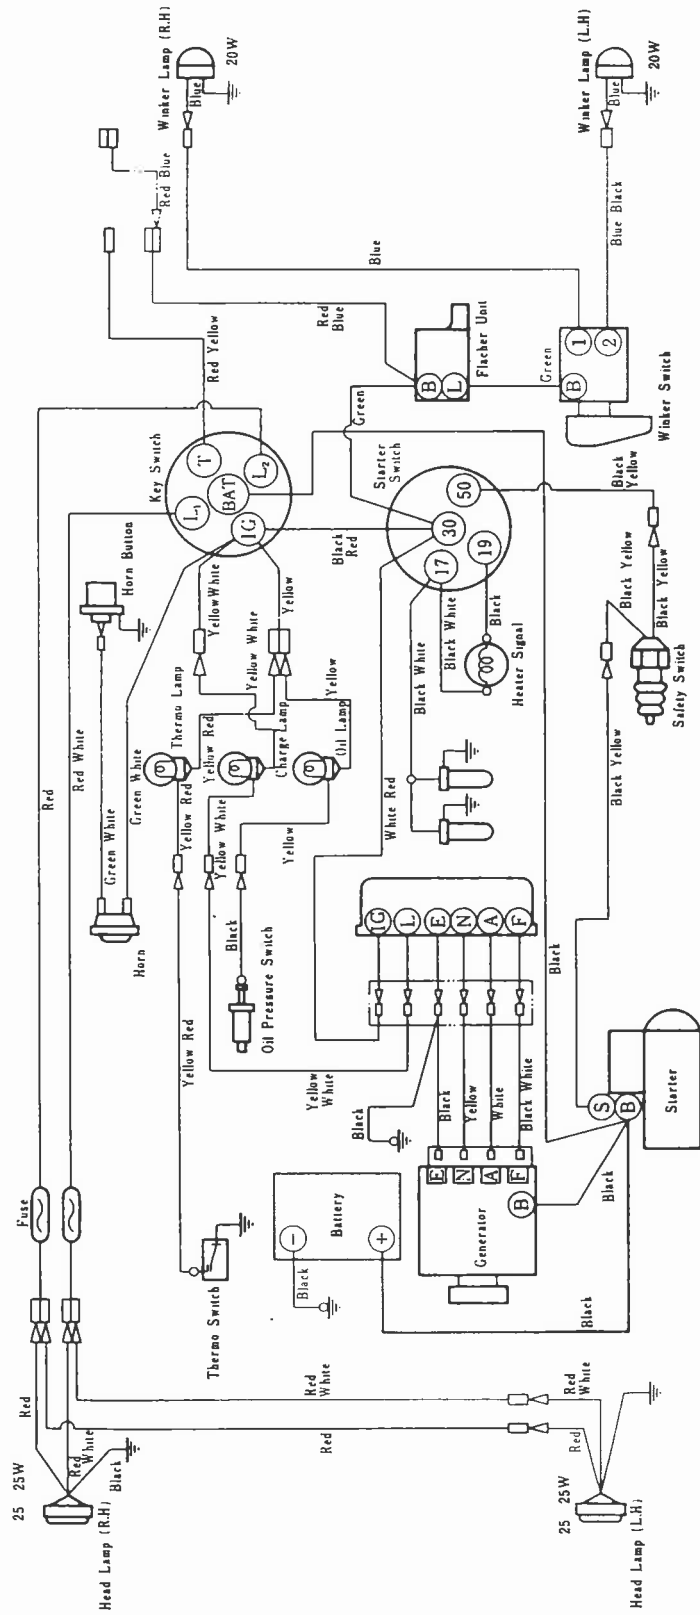 Head Lamp (R.H)
25 25W
Red
Red
White
Black
Fuse
Red
Red White
Horn
Green White
Green White
Horn Button
Key Switch
L1
T
BAT
L2
IG
Red Yellow
Red Blue
Winker Lamp (R.H)
Blue
20W
Thermo Switch
Yellow Red
Yellow Red
Thermo Lamp
Yellow Red
Yellow White
Charge Lamp
Yellow White
Yellow White
Yellow
Yellow
Oil Lamp
Yellow
Black
Oil Pressure Switch
Yellow
White
Black
Battery
−
+
Black
Black
Generator
E
N
A
F
B
Black
Yellow
White
Black White
IG
L
E
N
A
F
White Red
Black
Red
Starter
Switch
30
50
17
19
Black White
Black White
Black
Heater Signal
Green
Red
Blue
Flacher Unit
B
L
Blue
Green
B
1
2
Winker Switch
Blue Black
Winker Lamp (L.H)
Blue
20W
Black
Yellow
Black Yellow
Black Yellow
Safety Switch
Black Yellow
Black
Starter
S
B
Black
Black
Red
White
Red
Red
White
Red
25 25W
Head Lamp (L.H)